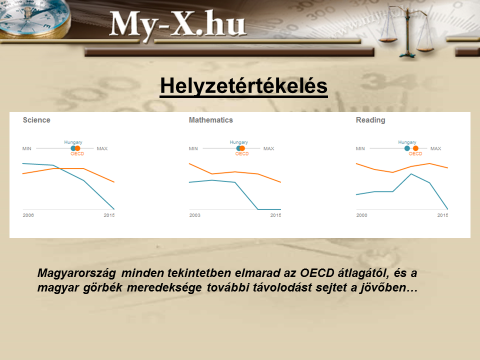 My-X.hu
Helyzetértékelés
Science
Mathematics
Reading
Hungary
MIN
MAX
OECD
Hungary
MIN
MAX
OECD
Hungary
MIN
MAX
OECD
2006
2015
2003
2015
2000
2015
Magyarország minden tekintetben elmarad az OECD átlagától, és a
magyar görbék meredeksége további távolodást sejtet a jövőben…